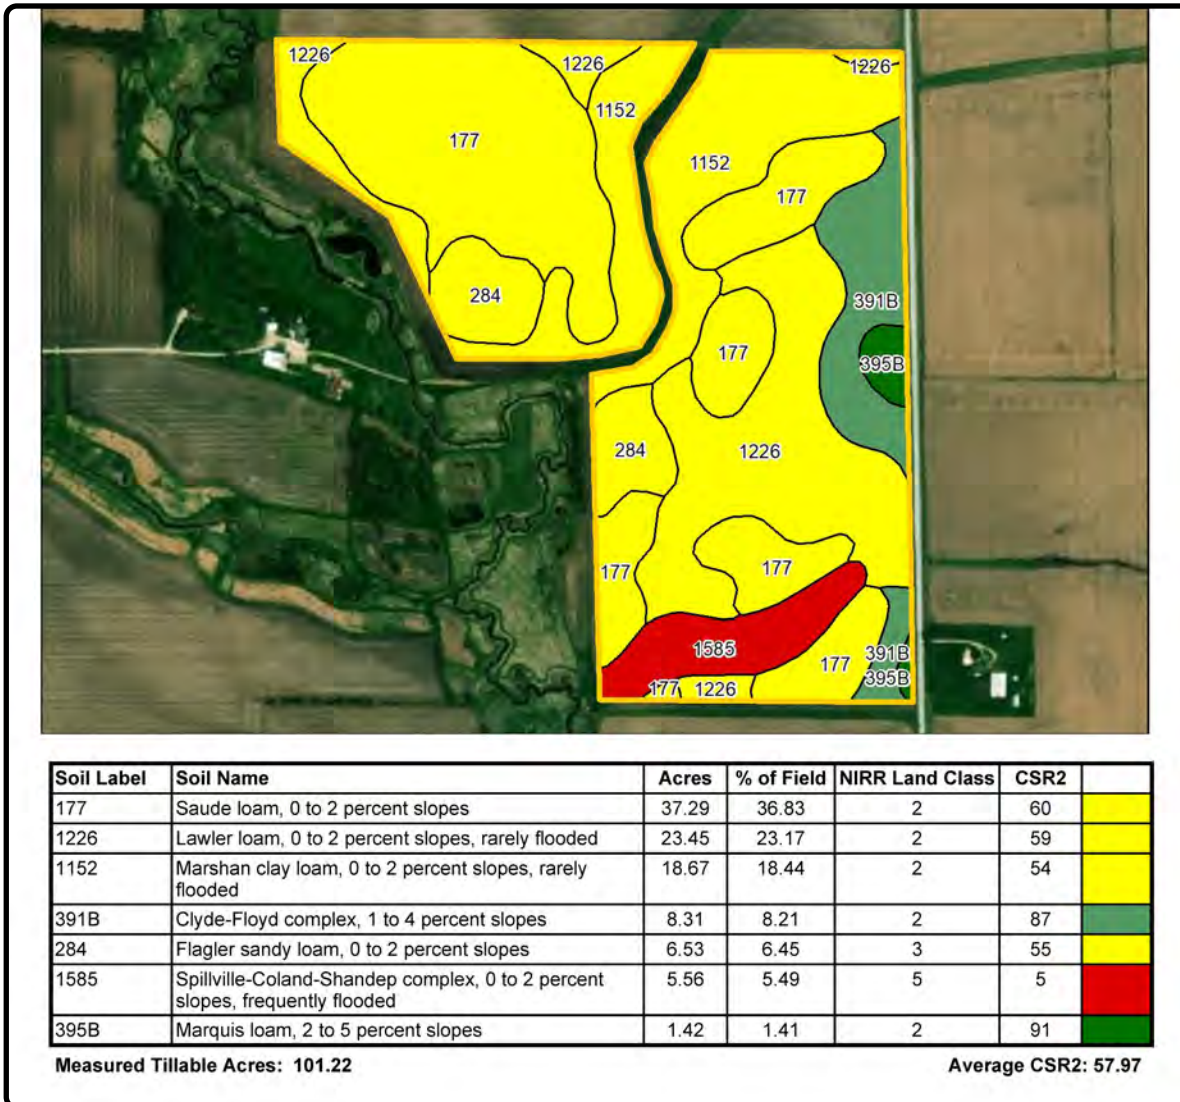 1226
1226
1226
1152
177
1152
177
284
391B
177
395B
284
1226
177
177
1585
177
391B
395B
177
1226
Soil Label Soil Name Acres % of Field NIRR Land Class CSR2
177 Saude loam, 0 to 2 percent slopes 37.29 36.83 2 60
1226 Lawler loam, 0 to 2 percent slopes, rarely flooded 23.45 23.17 2 59
1152 Marshan clay loam, 0 to 2 percent slopes, rarely 18.67 18.44 2 54
flooded
391B Clyde-Floyd complex, 1 to 4 percent slopes 8.31 8.21 2 87
284 Flagler sandy loam, 0 to 2 percent slopes 6.53 6.45 3 55
1585 Spillville-Coland-Shandep complex, 0 to 2 percent 5.56 5.49 5 5
slopes, frequently flooded
395B Marquis loam, 2 to 5 percent slopes 1.42 1.41 2 91
Measured Tillable Acres: 101.22 Average CSR2: 57.97